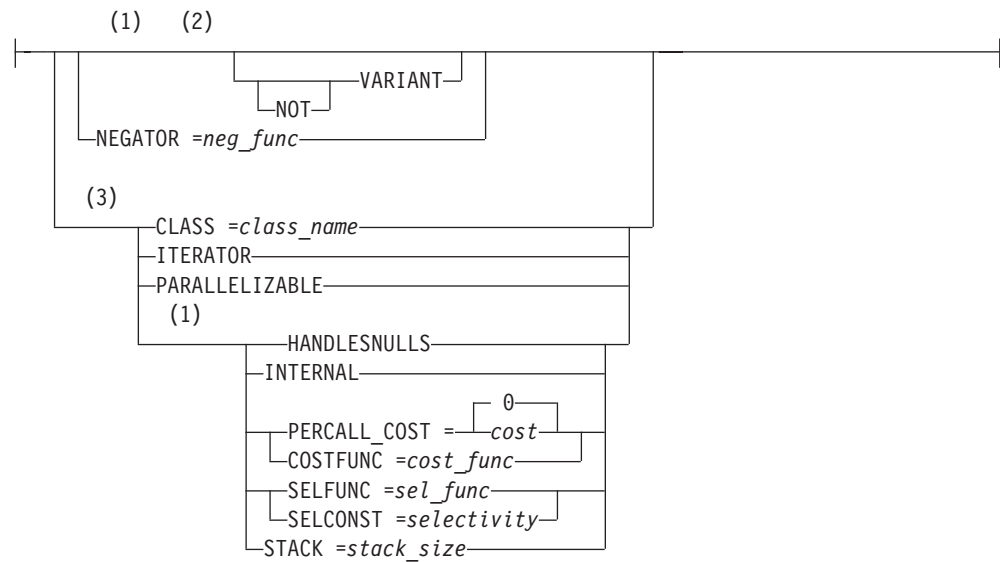 (1) (2)
VARIANT
NOT
NEGATOR =neg_func
(3)
CLASS =class_name
ITERATOR
PARALLELIZABLE
(1)
HANDLESNULLS
INTERNAL
0
PERCALL_COST = cost
COSTFUNC =cost_func
SELFUNC =sel_func
SELCONST =selectivity
STACK =stack_size